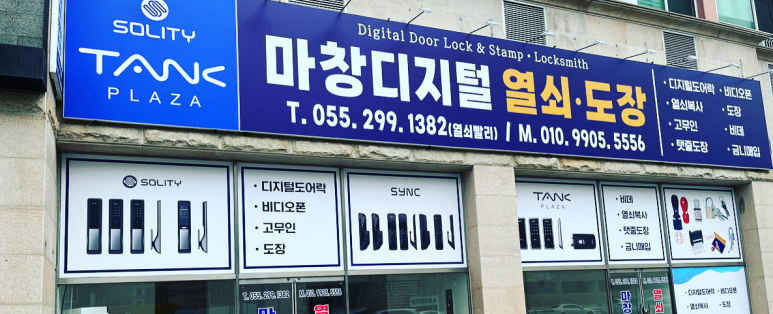 SOLITY
TANK
PLAZA
Digital Door Lock & Stamp · Locksmith
마창디지털 열쇠·도장
T. 055. 299. 1382(열쇠빨리) / M. 010. 9905. 5556
· 디지털도어락 · 비디오폰
· 열쇠복사 · 도장
· 고무인 · 비데
· 탯줄도장 · 금니매입
SOLITY
· 디지털도어락
· 비디오폰
· 고무인
· 도장
SYNC
TANK
PLAZA
· 비데
· 열쇠복사
· 탯줄도장
· 금니매입
T. 055. 299. 1382 M. 010. 9905. 5556
· 디지털도어락 · 비디오폰
· 열쇠복사 · 도장